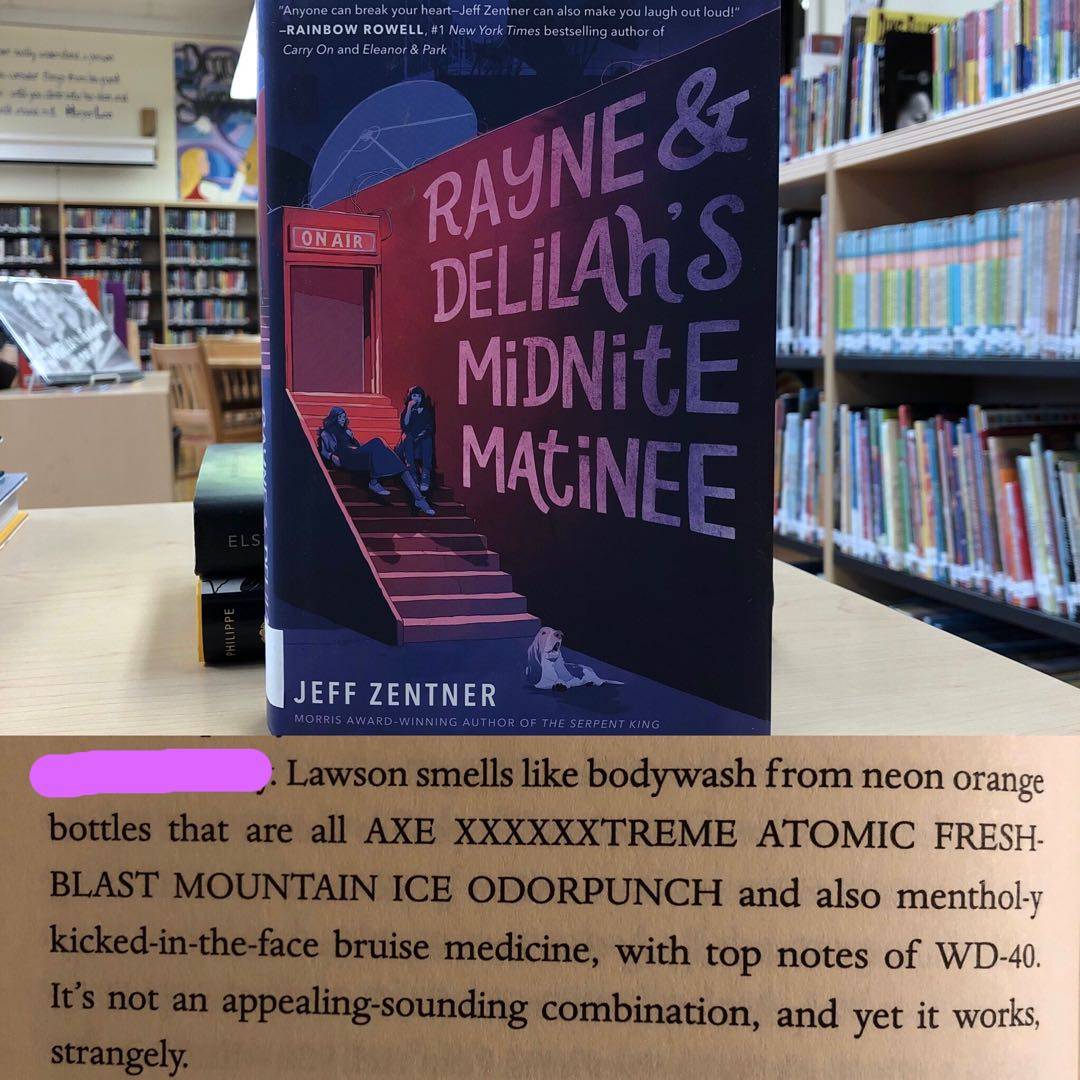 "Anyone can break your heart—Jeff Zentner can also make you laugh out loud!"
—RAINBOW ROWELL, #1 New York Times bestselling author of
Carry On and Eleanor & Park
RAYNE &
DELILAH'S
MIDNITE
MATINEE
ON AIR
ELS
PHILIPPE
JEFF ZENTNER
MORRIS AWARD–WINNING AUTHOR OF THE SERPENT KING
. Lawson smells like bodywash from neon orange
bottles that are all AXE XXXXXXTREME ATOMIC FRESH-
BLAST MOUNTAIN ICE ODORPUNCH and also menthol-y
kicked-in-the-face bruise medicine, with top notes of WD-40.
It's not an appealing-sounding combination, and yet it works,
strangely.